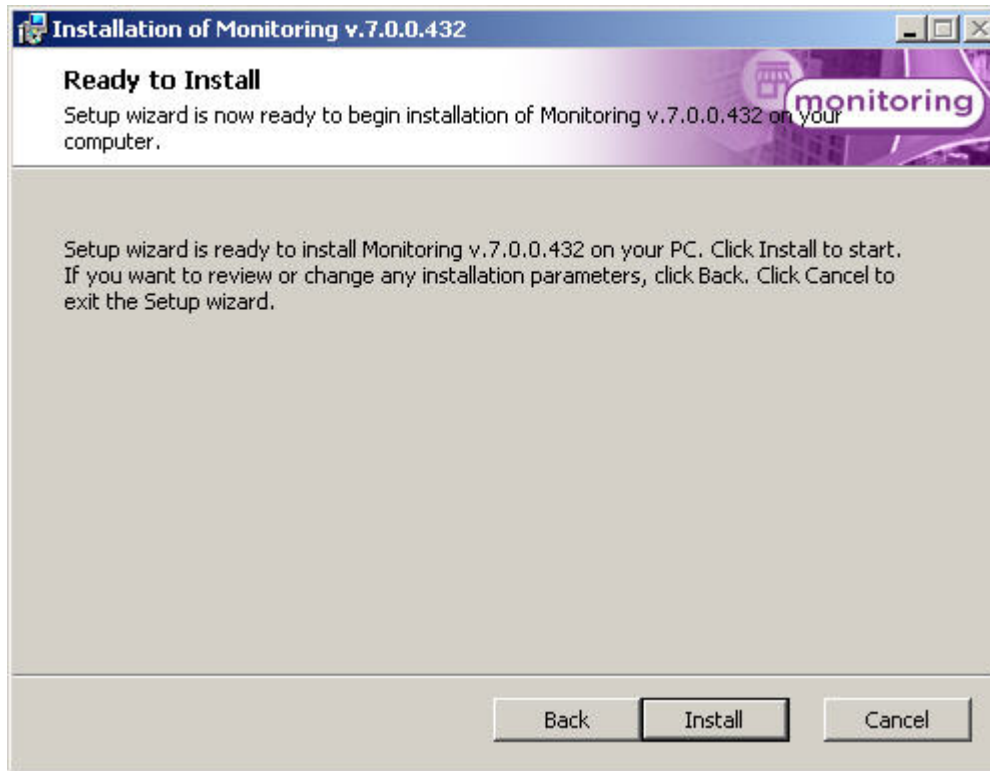 Installation of Monitoring v.7.0.0.432
Ready to Install
Setup wizard is now ready to begin installation of Monitoring v.7.0.0.432 on your
computer.
monitoring
Setup wizard is ready to install Monitoring v.7.0.0.432 on your PC. Click Install to start.
If you want to review or change any installation parameters, click Back. Click Cancel to
exit the Setup wizard.
Back Install Cancel